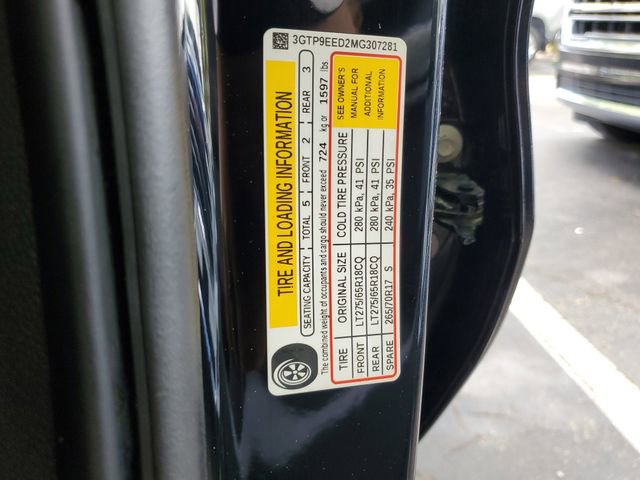 3GTP9EED2MG307281
TIRE AND LOADING INFORMATION
SEATING CAPACITY TOTAL 5 FRONT 2 REAR 3
The combined weight of occupants and cargo should never exceed 724 kg or 1597 lbs
TIRE ORIGINAL SIZE COLD TIRE PRESSURE
FRONT LT275/65R18CQ 280 kPa, 41 PSI
REAR LT275/65R18CQ 280 kPa, 41 PSI
SPARE 265/70R17 S 240 kPa, 35 PSI
SEE OWNER'S
MANUAL FOR
ADDITIONAL
INFORMATION